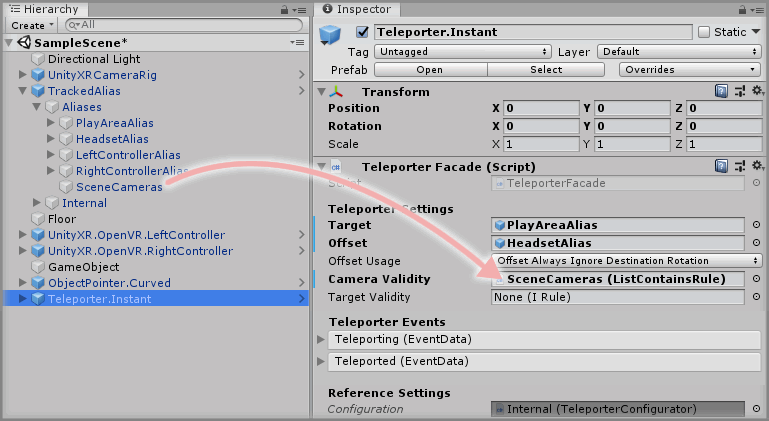 Hierarchy
Create
All
SampleScene*
Directional Light
UnityXRCameraRig
TrackedAlias
Aliases
PlayAreaAlias
HeadsetAlias
LeftControllerAlias
RightControllerAlias
SceneCameras
Internal
Floor
UnityXR.OpenVR.LeftController
UnityXR.OpenVR.RightController
GameObject
ObjectPointer.Curved
Teleporter.Instant
Inspector
Teleporter.Instant Static
Tag Untagged Layer Default
Prefab Open Select Overrides
Transform
Position X 0 Y 0 Z 0
Rotation X 0 Y 0 Z 0
Scale X 1 Y 1 Z 1
Teleporter Facade (Script)
Script TeleporterFacade
Teleporter Settings
Target PlayAreaAlias
Offset HeadsetAlias
Offset Usage Offset Always Ignore Destination Rotation
Camera Validity SceneCameras (ListContainsRule)
Target Validity None (I Rule)
Teleporter Events
Teleporting (EventData)
Teleported (EventData)
Reference Settings
Configuration Internal (TeleporterConfigurator)